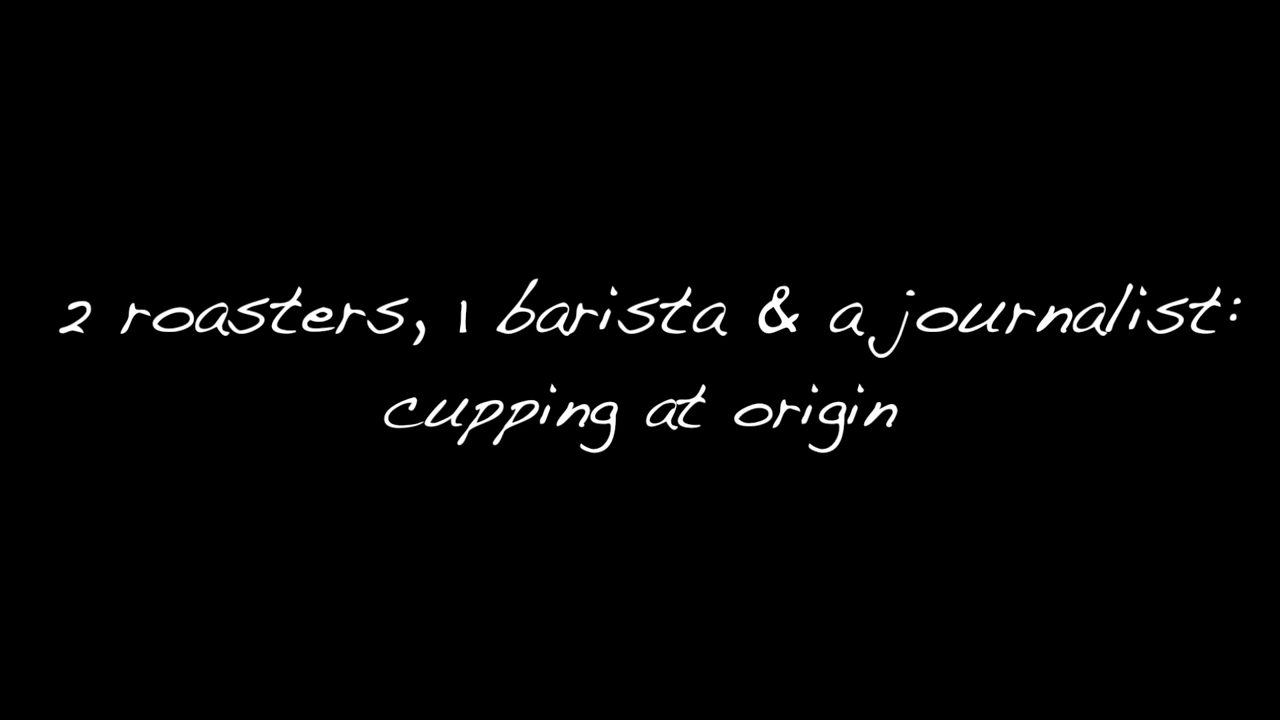 2 roasters, 1 barista & a journalist:
cupping at origin